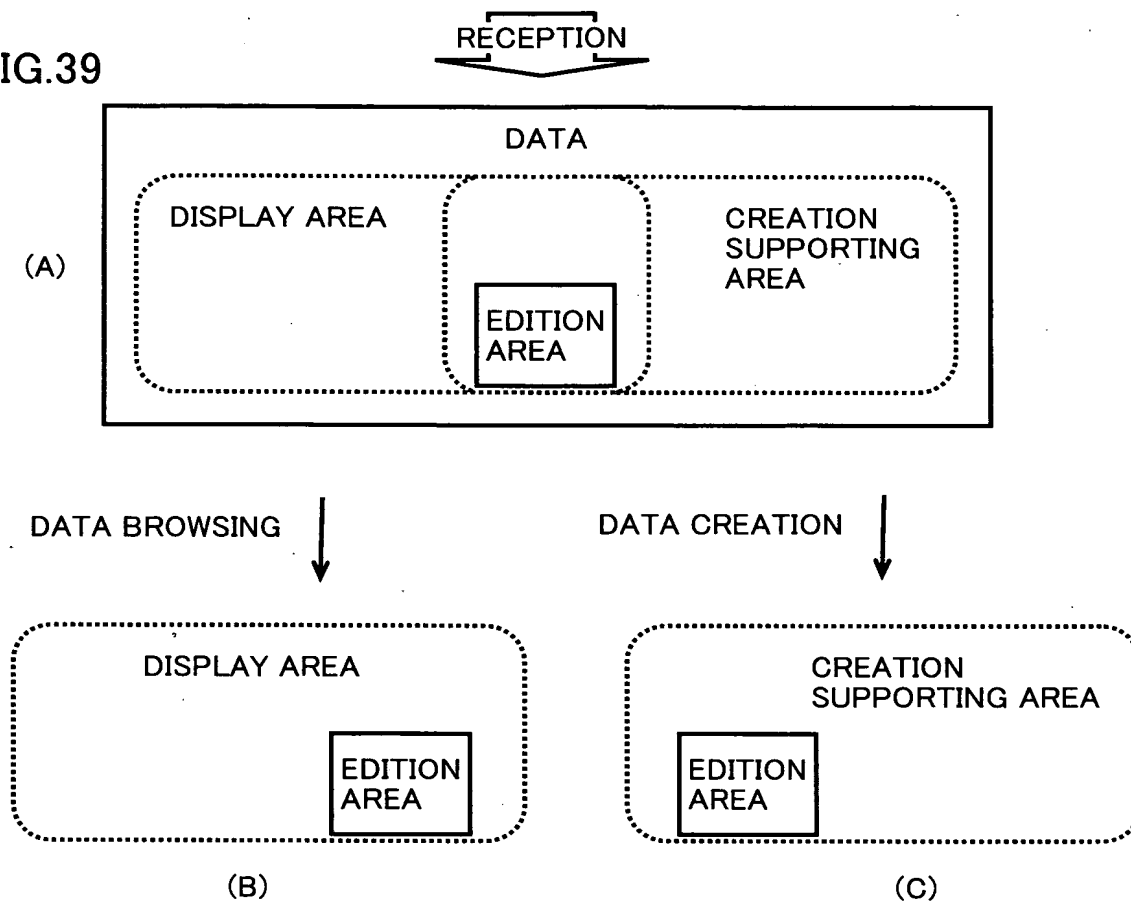 RECEPTION
IG.39
DATA
DISPLAY AREA
CREATION
SUPPORTING
AREA
(A)
EDITION
AREA
DATA BROWSING
DATA CREATION
DISPLAY AREA
CREATION
SUPPORTING AREA
EDITION
AREA
EDITION
AREA
(B)
(C)